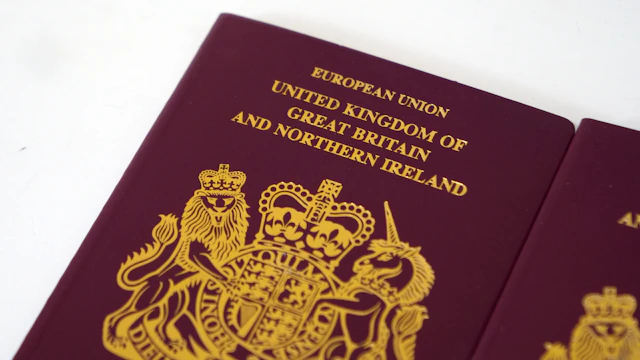 EUROPEAN UNION
UNITED KINGDOM OF
GREAT BRITAIN
AND NORTHERN IRELAND